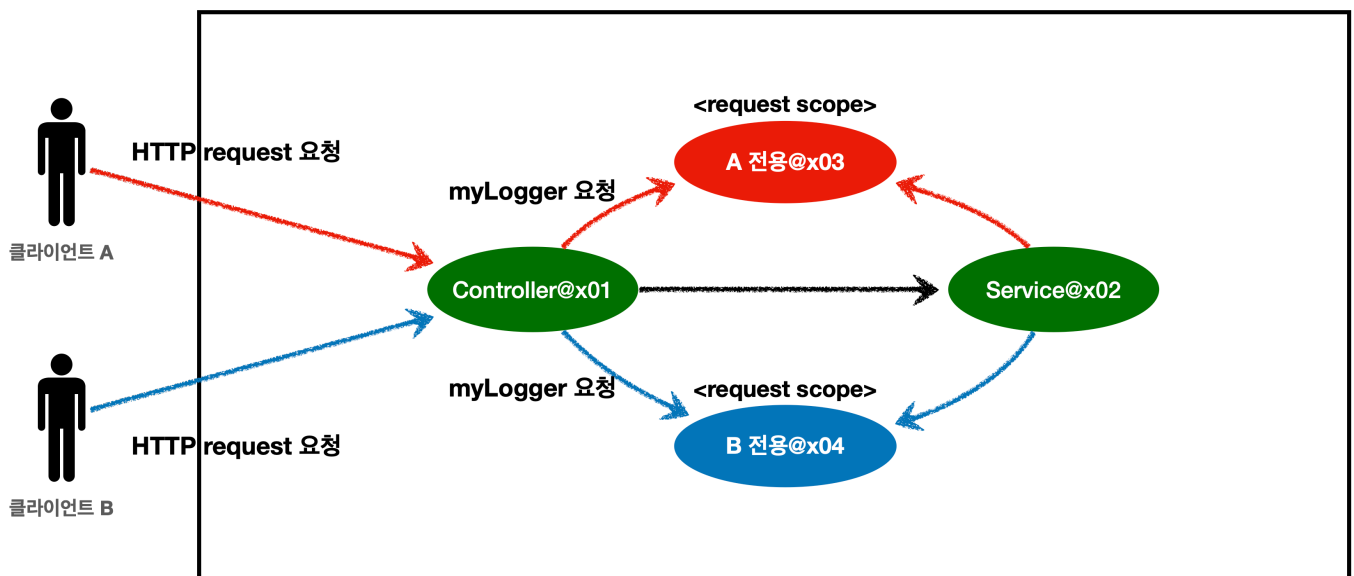 <request scope>
A 전용@x03
HTTP request 요청
myLogger 요청
클라이언트 A
Controller@x01
Service@x02
myLogger 요청
<request scope>
HTTP request 요청
B 전용@x04
클라이언트 B